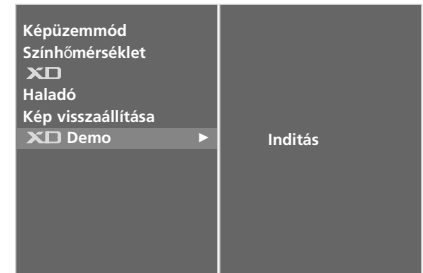 Képüzemmód
Színhőmérséklet
XD
Haladó
Kép visszaállítása
XD Demo ►
Inditás